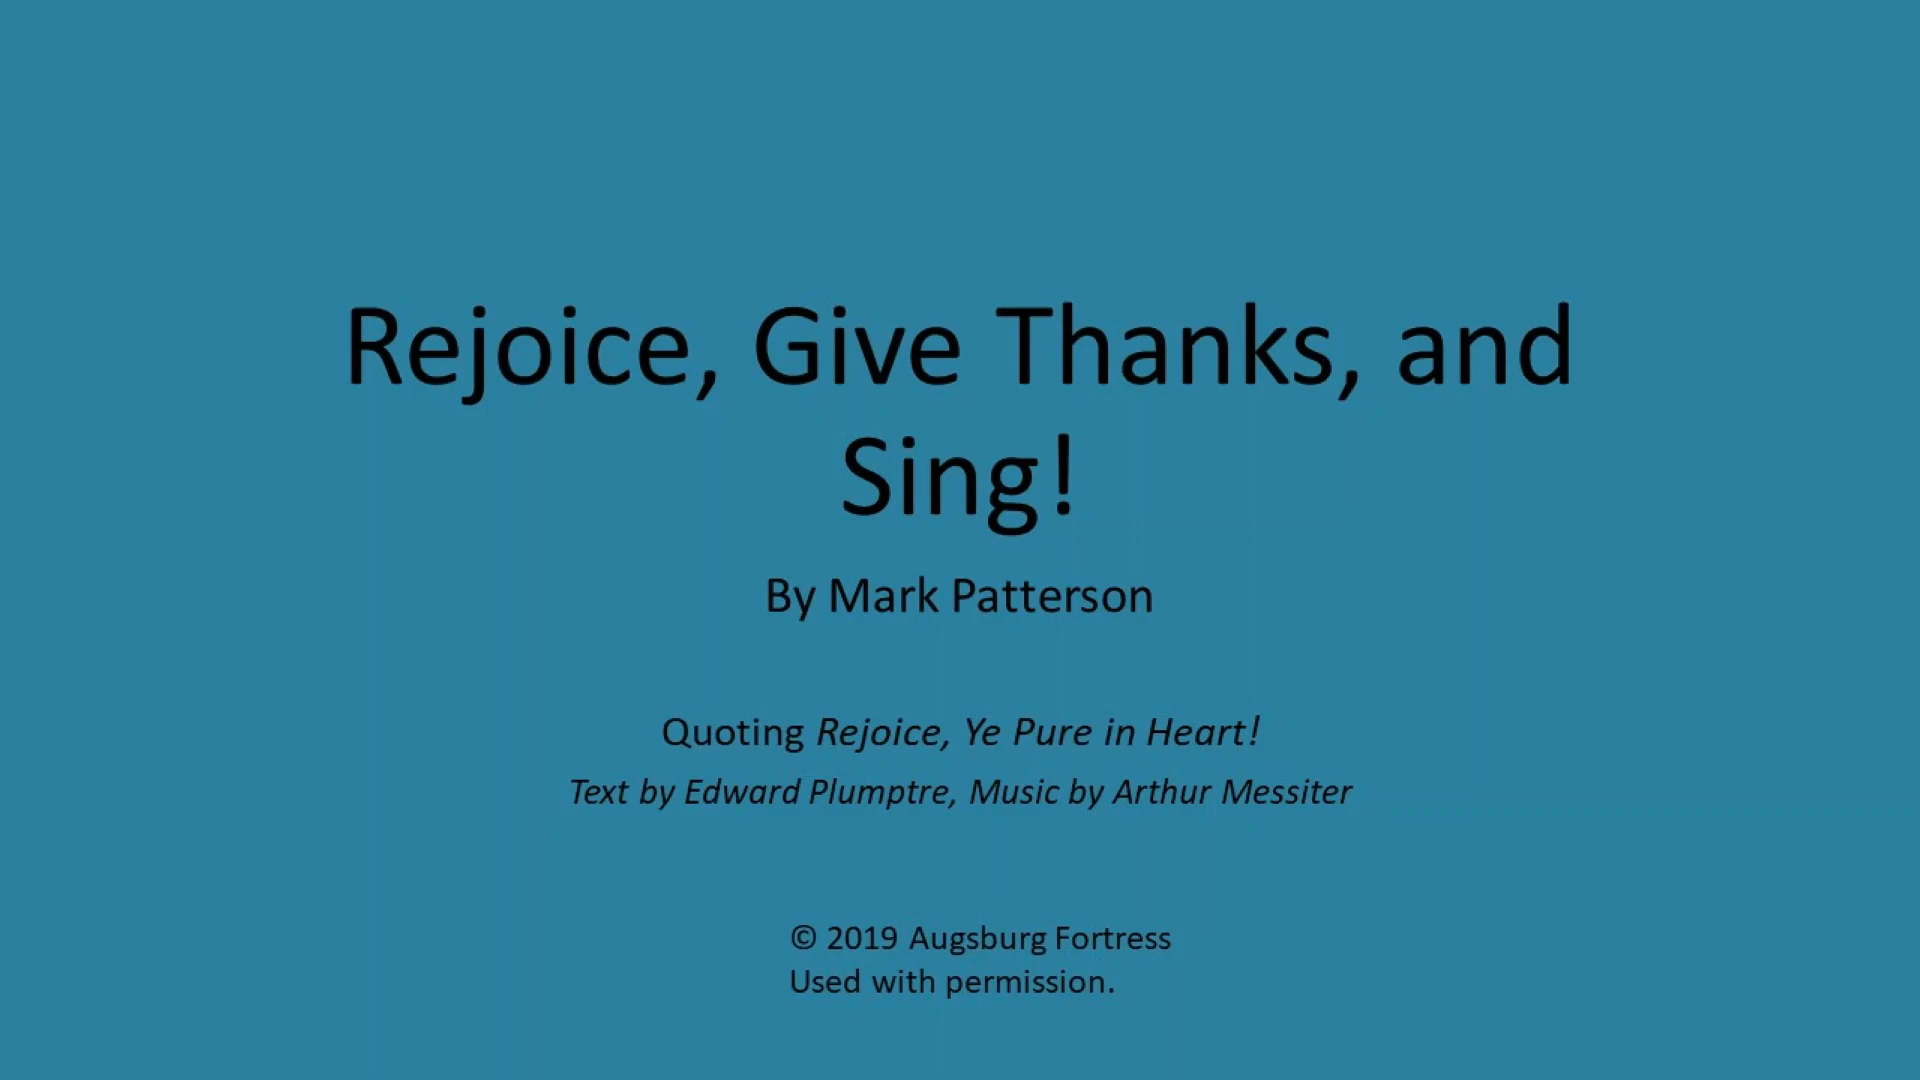 Rejoice, Give Thanks, and
Sing!
By Mark Patterson
Quoting Rejoice, Ye Pure in Heart!
Text by Edward Plumptre, Music by Arthur Messiter
© 2019 Augsburg Fortress
Used with permission.